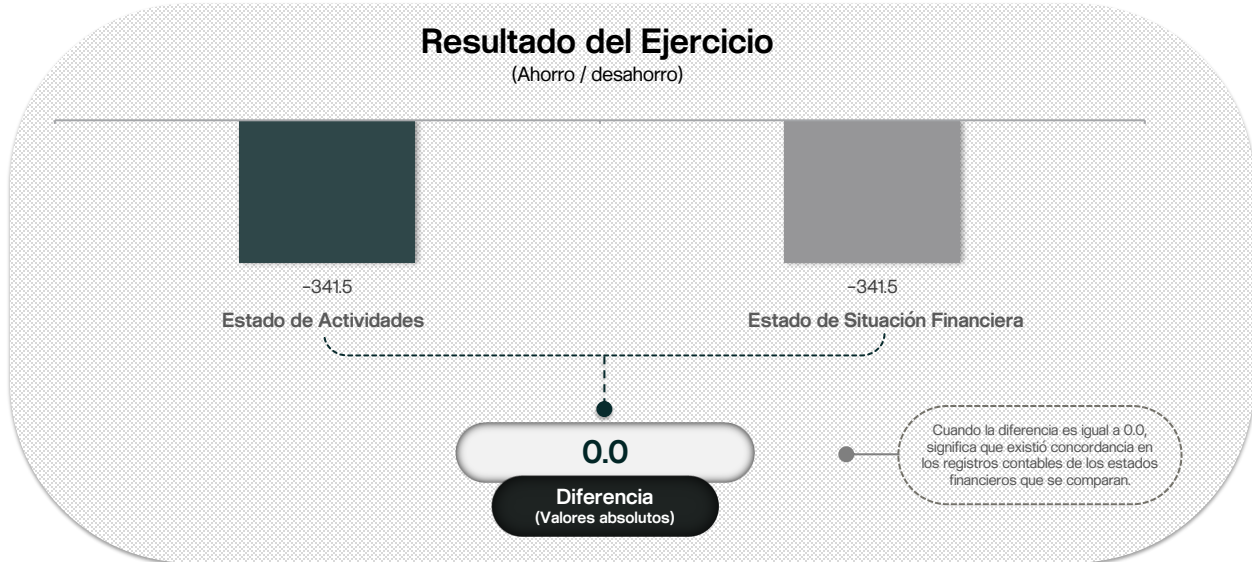 Resultado del Ejercicio
(Ahorro / desahorro)
-341.5
-341.5
Estado de Actividades
Estado de Situación Financiera
0.0
Diferencia
(Valores absolutos)
Cuando la diferencia es igual a 0.0,
significa que existió concordancia en
los registros contables de los estados
financieros que se comparan.